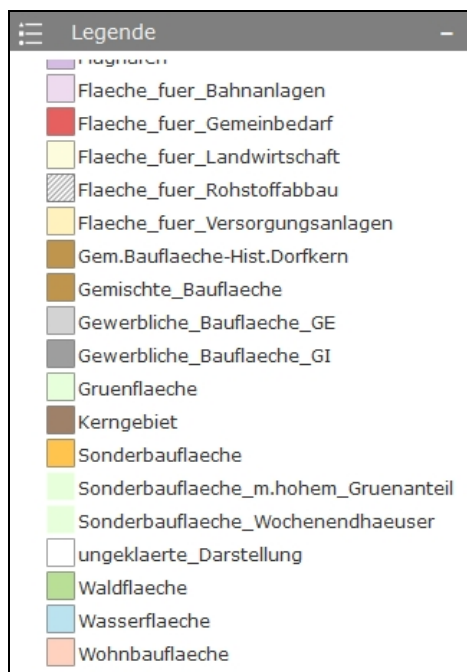 Legende
Flaeche_fuer_Bahnanlagen
Flaeche_fuer_Gemeinbedarf
Flaeche_fuer_Landwirtschaft
Flaeche_fuer_Rohstoffabbau
Flaeche_fuer_Versorgungsanlagen
Gem.Bauflaeche-Hist.Dorfkern
Gemischte_Bauflaeche
Gewerbliche_Bauflaeche_GE
Gewerbliche_Bauflaeche_GI
Gruenflaeche
Kerngebiet
Sonderbauflaeche
Sonderbauflaeche_m.hohem_Gruenanteil
Sonderbauflaeche_Wochenendhaeuser
ungeklaerte_Darstellung
Waldflaeche
Wasserflaeche
Wohnbauflaeche